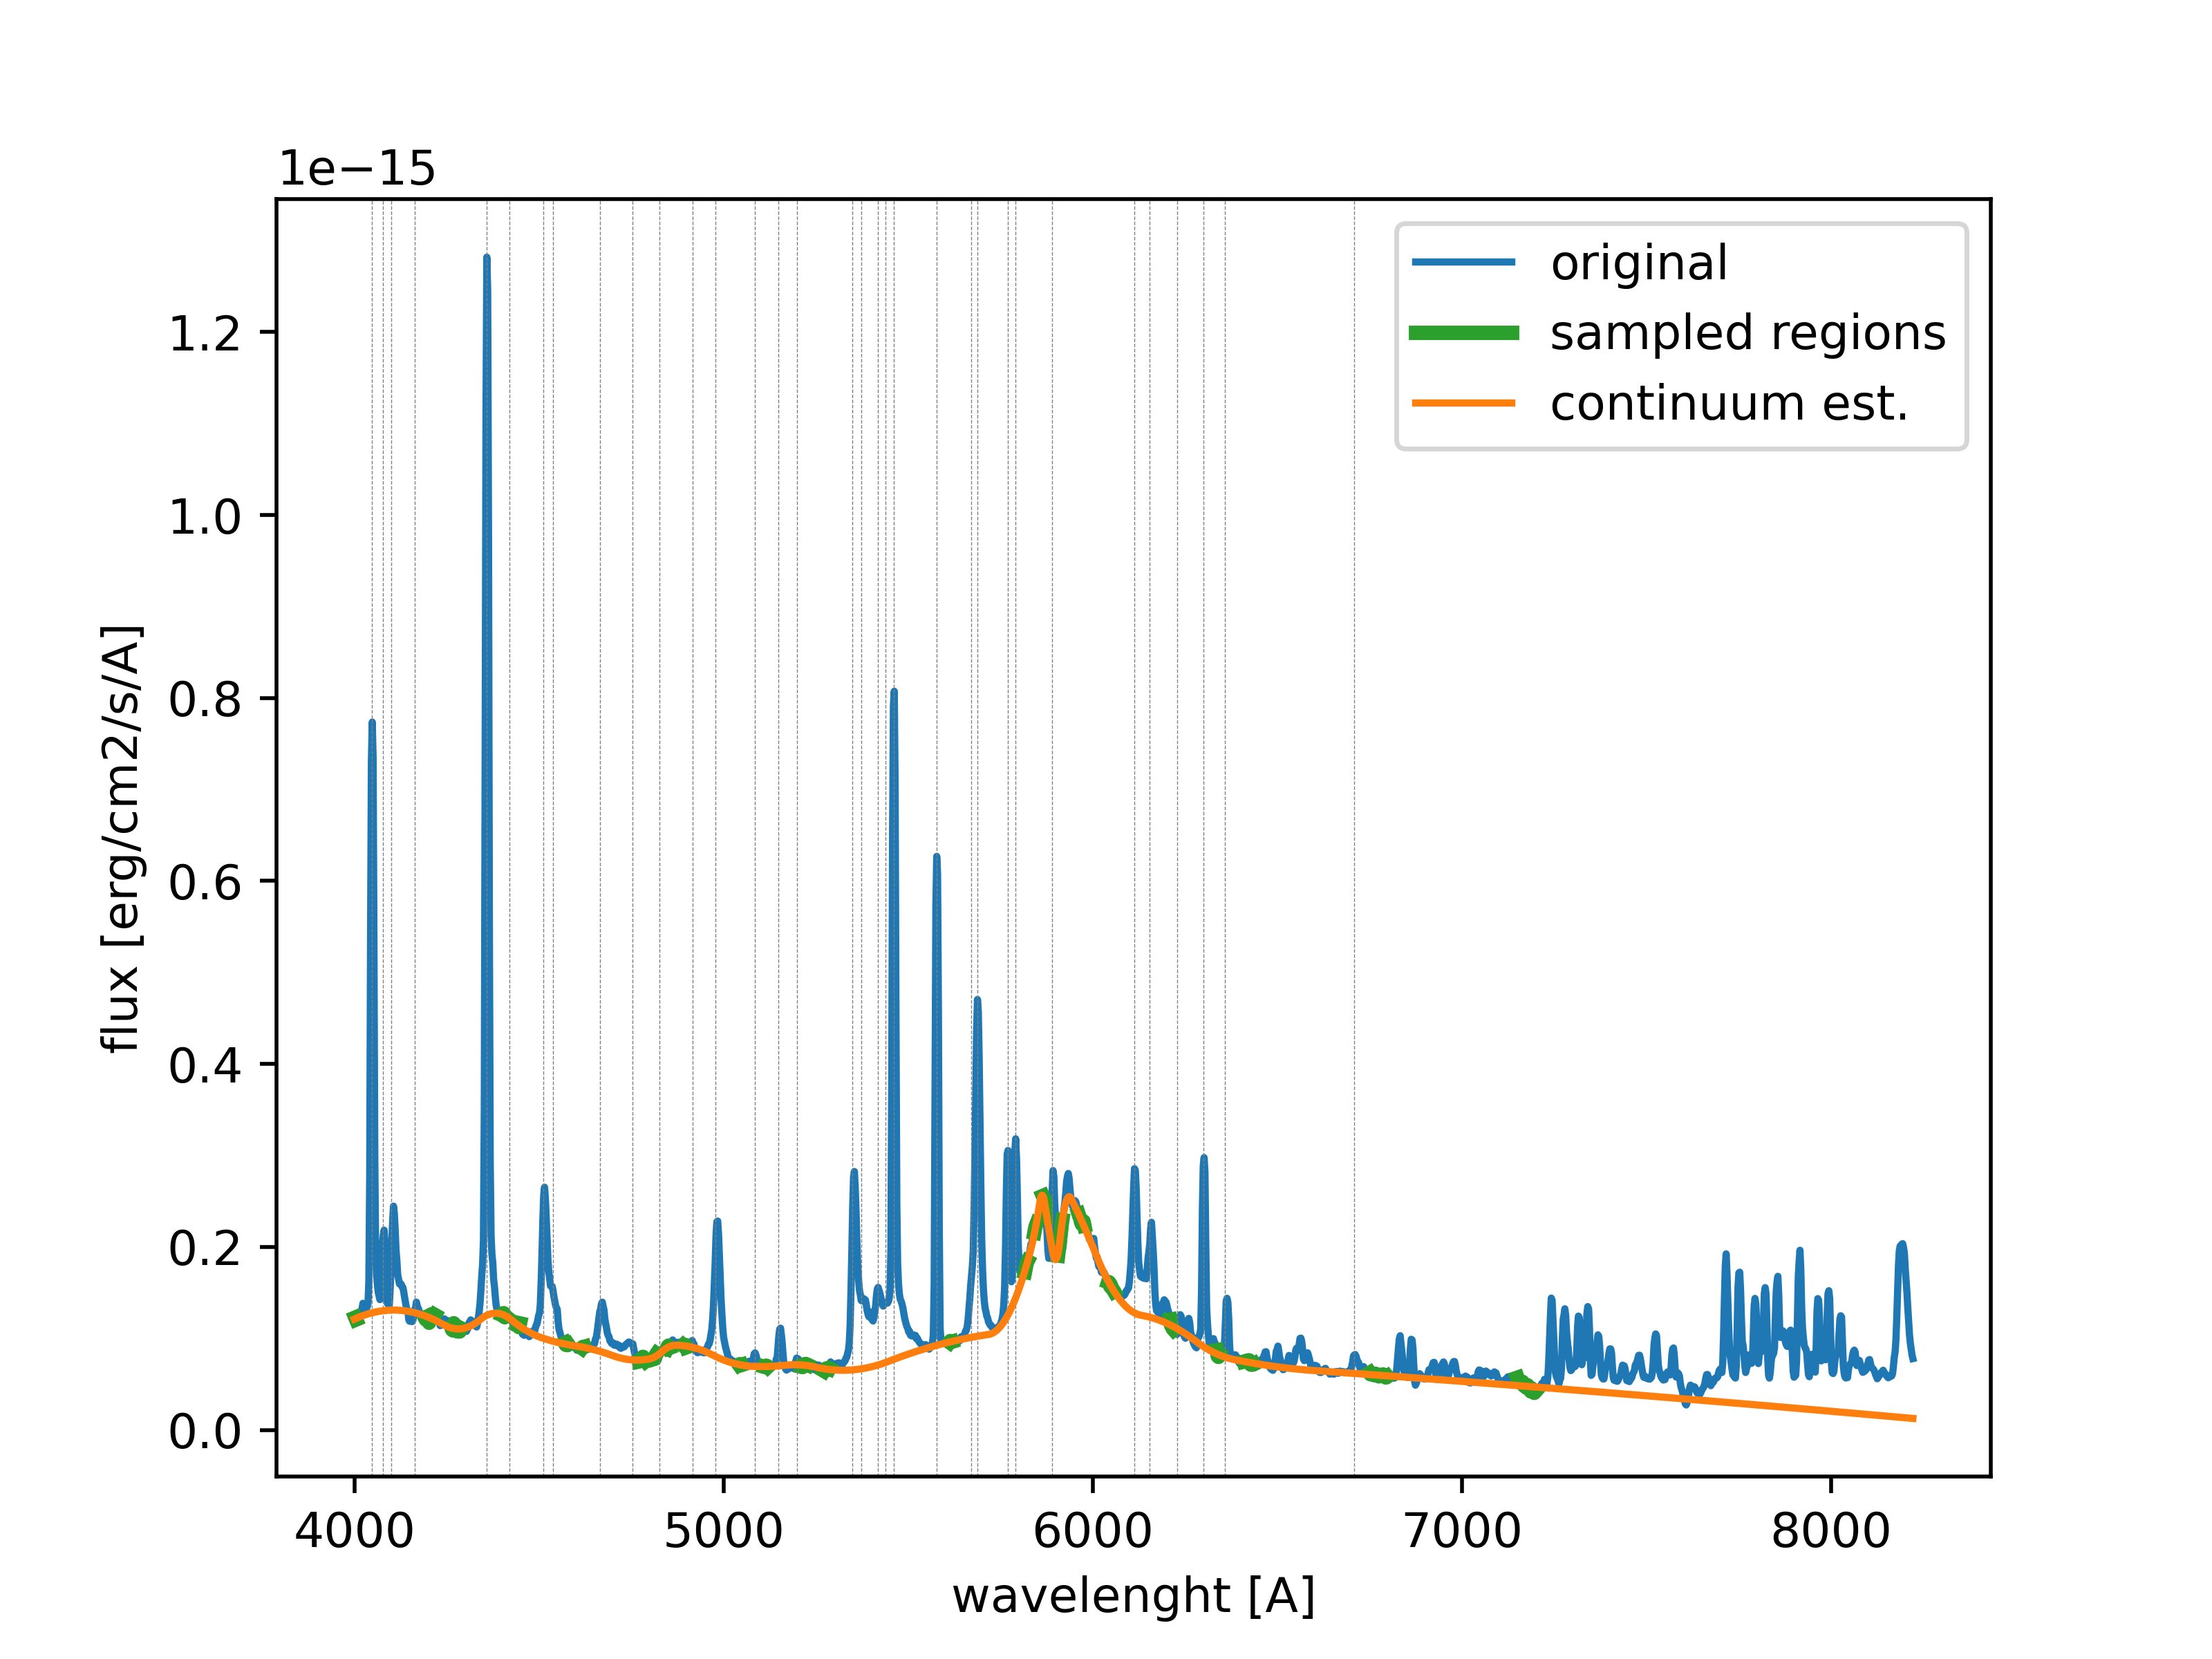 1e−15
original
sampled regions
continuum est.
1.2
1.0
0.8
0.6
0.4
0.2
0.0
flux [erg/cm2/s/A]
4000 5000 6000 7000 8000
wavelenght [A]